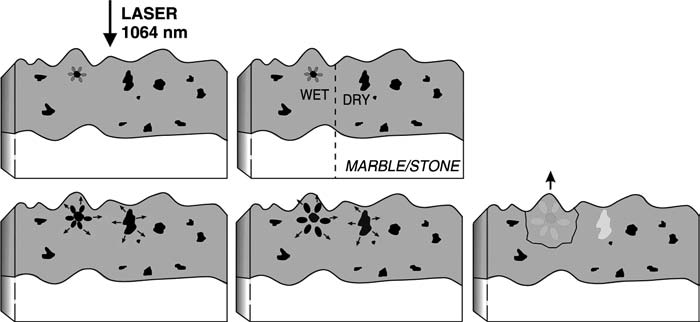 LASER
1064 nm
WET
DRY
MARBLE/STONE